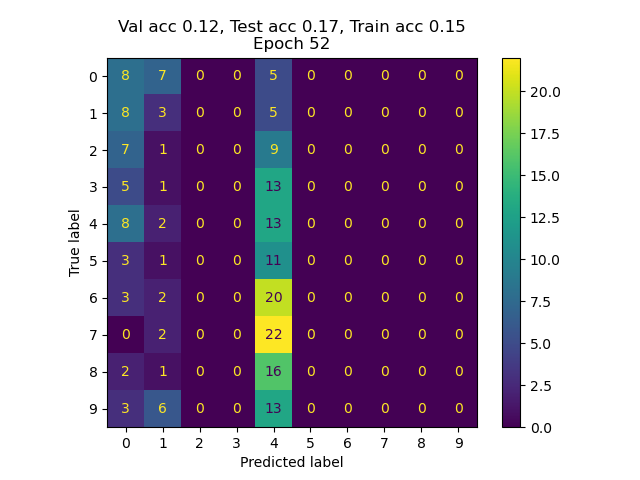 Val acc 0.12, Test acc 0.17, Train acc 0.15
Epoch 52
0 8 7 0 0 5 0 0 0 0 0
1 8 3 0 0 5 0 0 0 0 0
2 7 1 0 0 9 0 0 0 0 0
3 5 1 0 0 13 0 0 0 0 0
4 8 2 0 0 13 0 0 0 0 0
5 3 1 0 0 11 0 0 0 0 0
6 3 2 0 0 20 0 0 0 0 0
7 0 2 0 0 22 0 0 0 0 0
8 2 1 0 0 16 0 0 0 0 0
9 3 6 0 0 13 0 0 0 0 0
0 1 2 3 4 5 6 7 8 9
Predicted label
True label
20.0
17.5
15.0
12.5
10.0
7.5
5.0
2.5
0.0